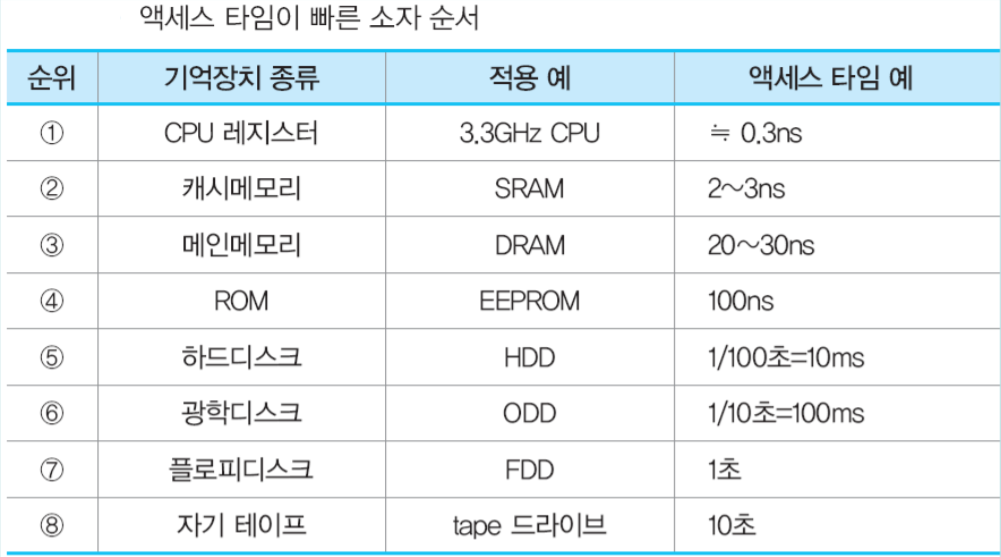 액세스 타임이 빠른 소자 순서
순위 기억장치 종류 적용 예 액세스 타임 예
① CPU 레지스터 3.3GHz CPU ≒ 0.3ns
② 캐시메모리 SRAM 2~3ns
③ 메인메모리 DRAM 20~30ns
④ ROM EEPROM 100ns
⑤ 하드디스크 HDD 1/100초=10ms
⑥ 광학디스크 ODD 1/10초=100ms
⑦ 플로피디스크 FDD 1초
⑧ 자기 테이프 tape 드라이브 10초